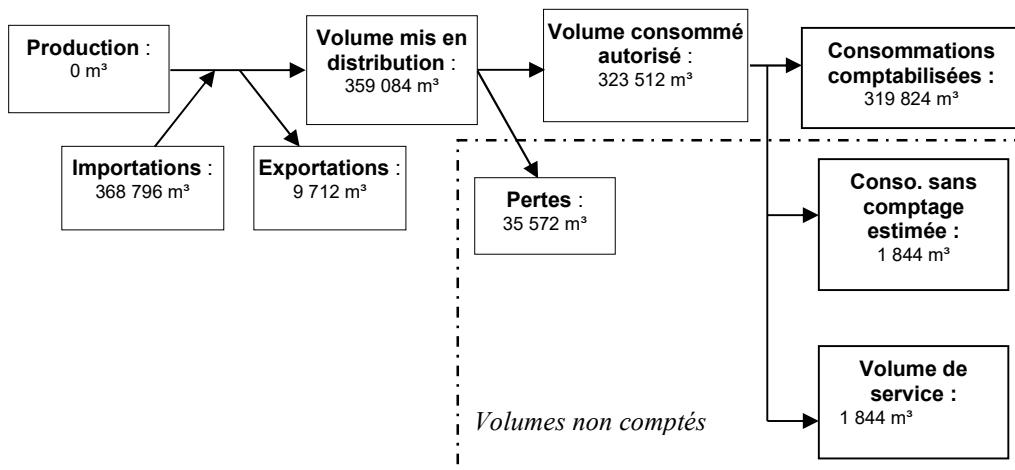 Production :
0 m³
Volume mis en
distribution :
359 084 m³
Volume consommé
autorisé :
323 512 m³
Consommations
comptabilisées :
319 824 m³
Importations :
368 796 m³
Exportations :
9 712 m³
Pertes :
35 572 m³
Conso. sans
comptage
estimée :
1 844 m³
Volume de
service :
1 844 m³
Volumes non comptés